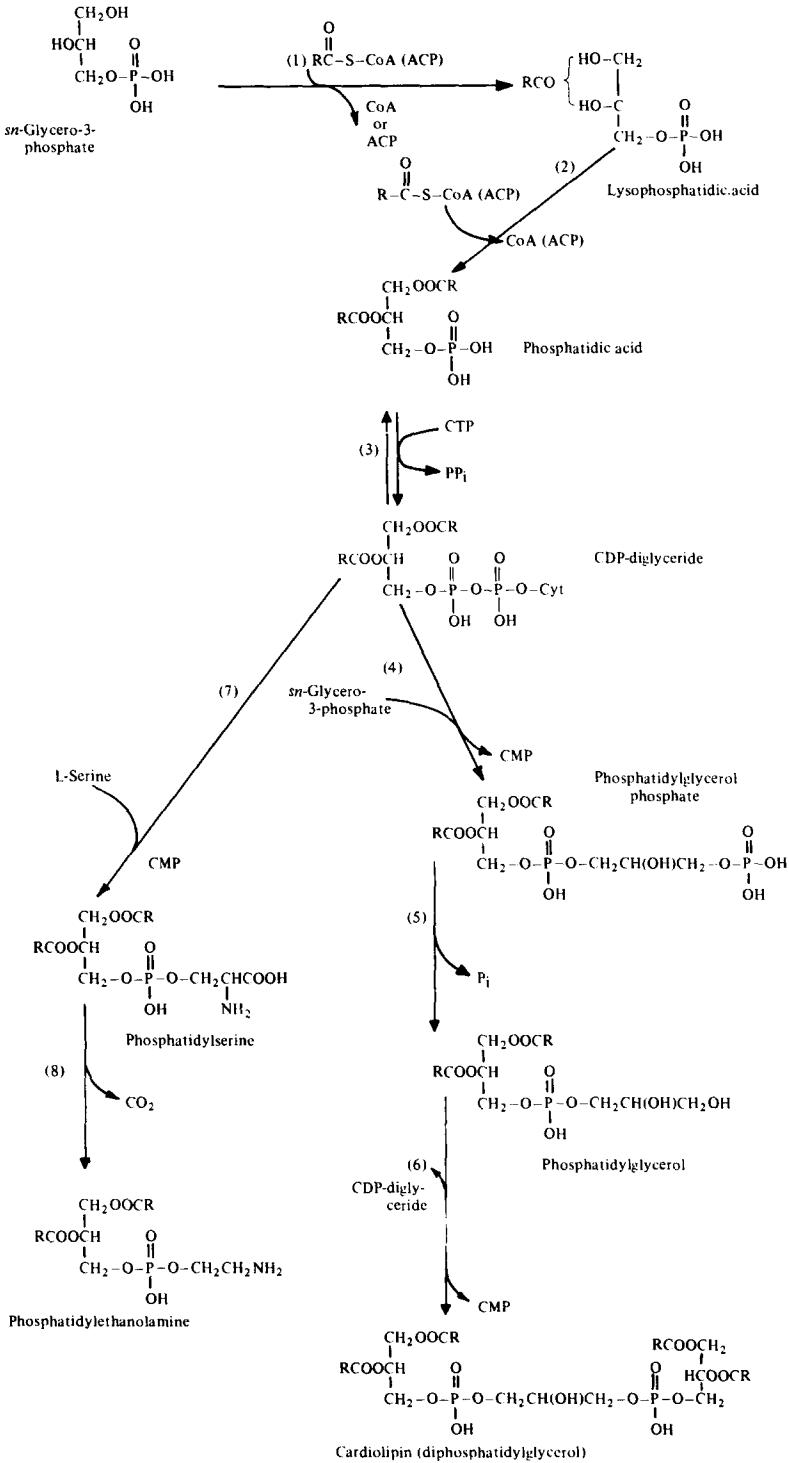 CH₂OH
HOCH O
CH₂O–P–OH
OH
sn-Glycero-3-
phosphate
O
(1) RC–S–CoA (ACP)
CoA
or
ACP
RCO
HO–CH₂
HO–C O
CH₂–O–P–OH
OH
Lysophosphatidic acid
(2)
O
R–C–S–CoA (ACP)
CoA (ACP)
CH₂OOCR
RCOOCH O
CH₂–O–P–OH
OH
Phosphatidic acid
(3)
CTP
PPi
CH₂OOCR
RCOOCH O O
CH₂–O–P–O–P–O–Cyt
OH OH
CDP-diglyceride
(7)
(4)
sn-Glycero-
3-phosphate
CMP
L-Serine
CMP
Phosphatidylglycerol
phosphate
CH₂OOCR
RCOOCH O O
CH₂–O–P–O–CH₂CH(OH)CH₂–O–P–OH
OH OH
(5)
Pi
CH₂OOCR
RCOOCH O
CH₂–O–P–O–CH₂CHCOOH
OH NH₂
Phosphatidylserine
(8)
CO₂
CH₂OOCR
RCOOCH O
CH₂–O–P–O–CH₂CH(OH)CH₂OH
OH
Phosphatidylglycerol
(6)
CDP-digly-
ceride
CMP
CH₂OOCR
RCOOCH O
CH₂–O–P–O–CH₂CH₂NH₂
OH
Phosphatidylethanolamine
CH₂OOCR RCOOCH₂
RCOOCH O O HCOOCR
CH₂–O–P–O–CH₂CH(OH)CH₂–O–P–O–CH₂
OH OH
Cardiolipin (diphosphatidylglycerol)